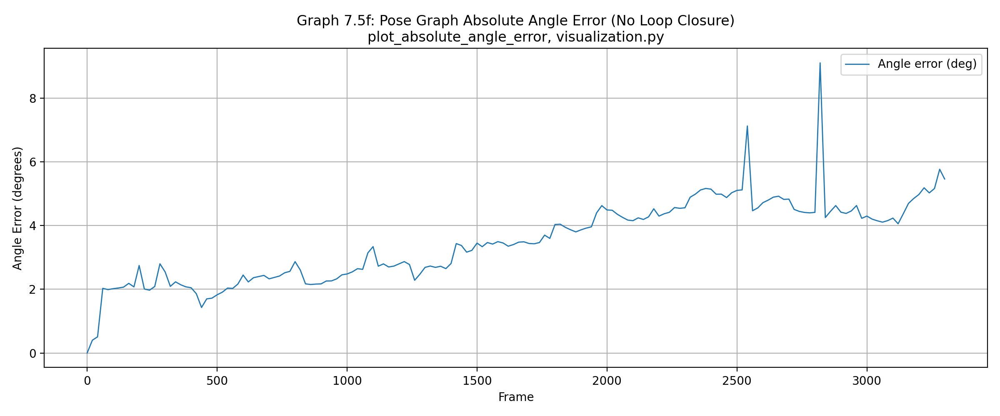 Graph 7.5f: Pose Graph Absolute Angle Error (No Loop Closure)
plot_absolute_angle_error, visualization.py
Angle error (deg)
Angle Error (degrees)
8
6
4
2
0
0 500 1000 1500 2000 2500 3000
Frame